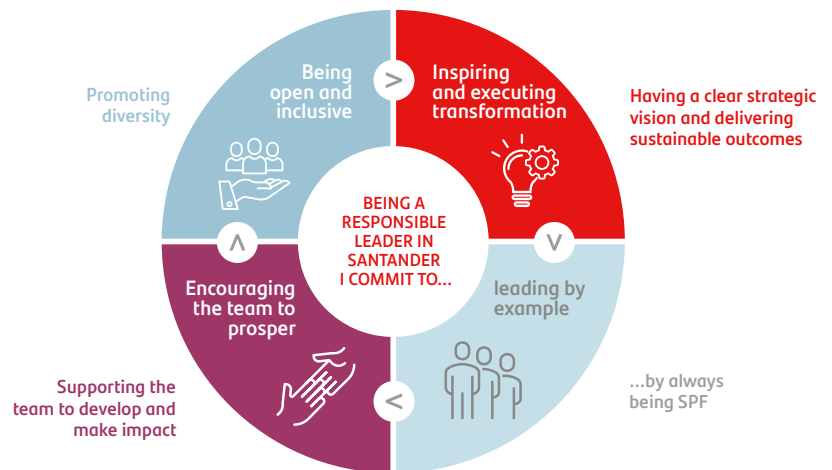 Promoting
diversity
Being
open and
inclusive
>
Inspiring
and executing
transformation
Having a clear strategic
vision and delivering
sustainable outcomes
BEING A
RESPONSIBLE
LEADER IN
SANTANDER
I COMMIT TO...
>
>
Encouraging
the team to
prosper
leading by
example
Supporting the
team to develop and
make impact
>
...by always
being SPF